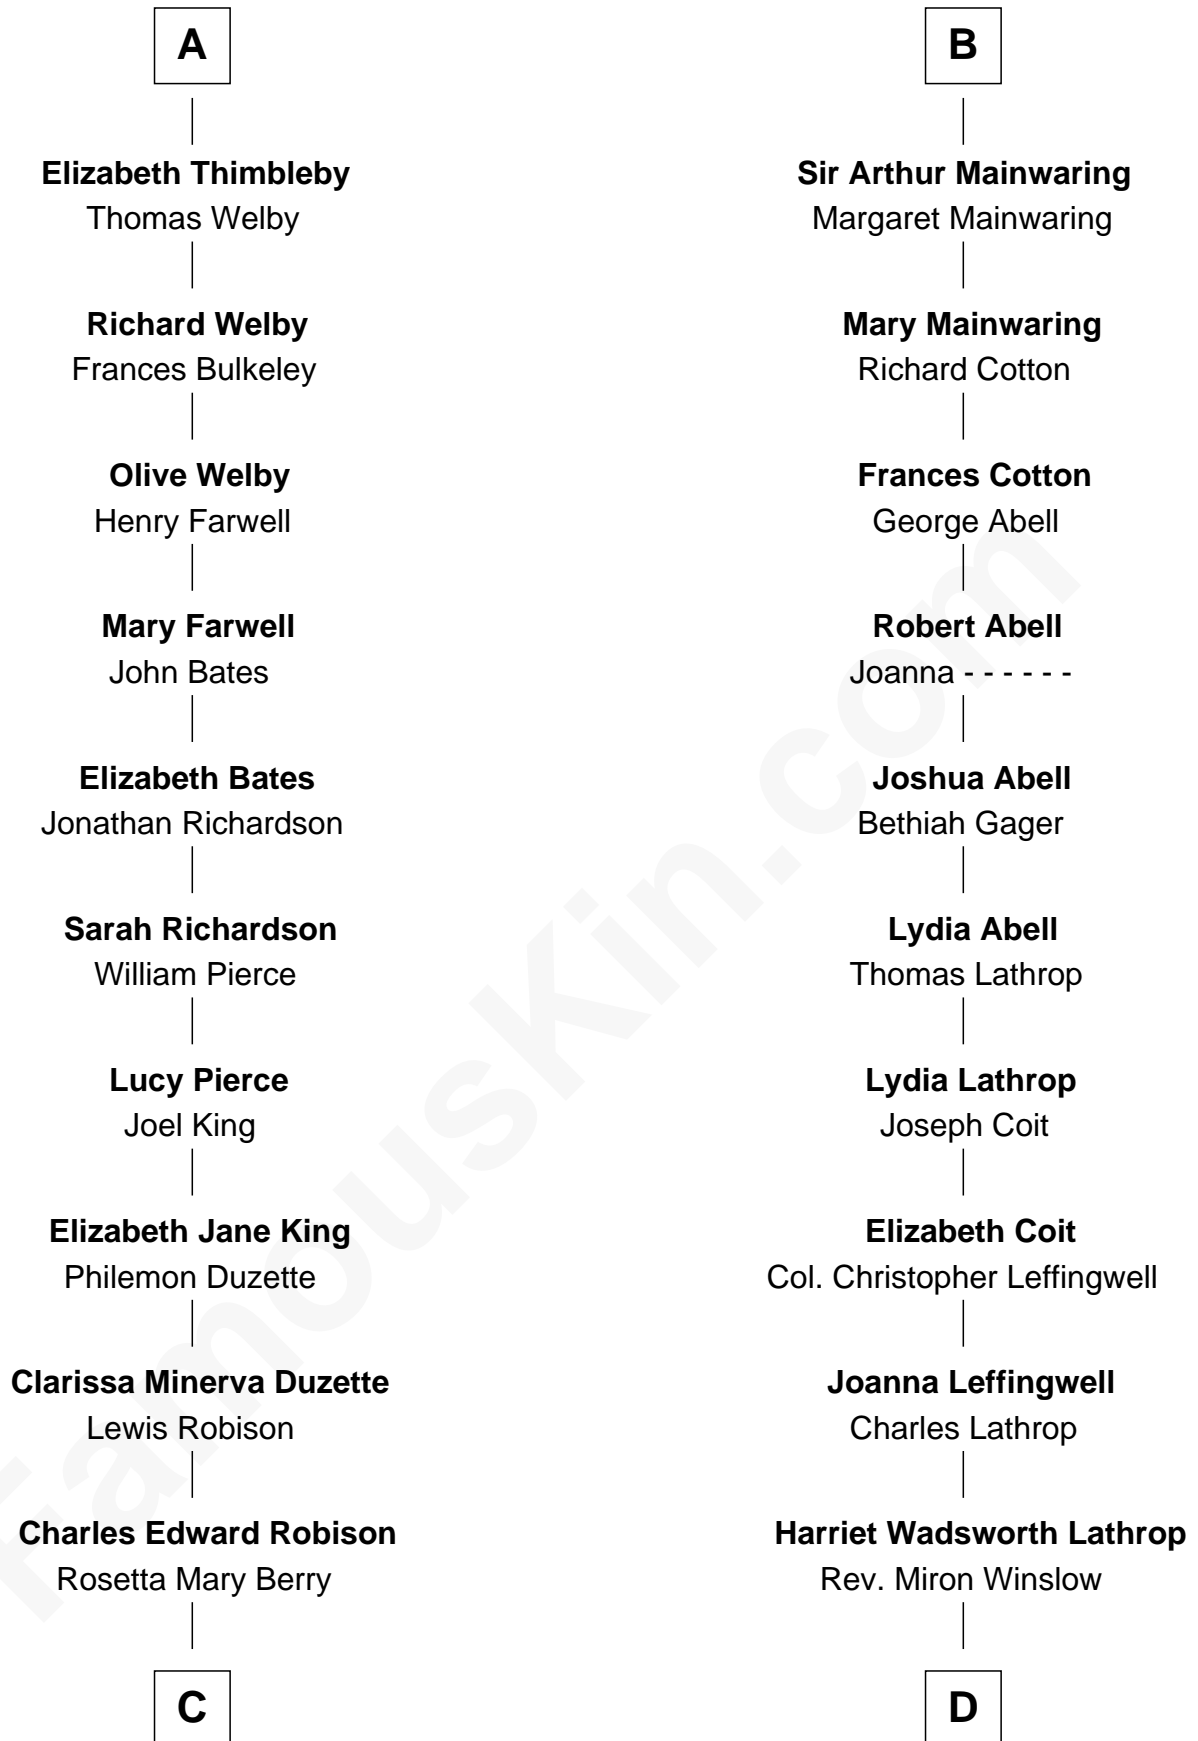 A
Elizabeth Thimbleby
Thomas Welby
Richard Welby
Frances Bulkeley
Olive Welby
Henry Farwell
Mary Farwell
John Bates
Elizabeth Bates
Jonathan Richardson
Sarah Richardson
William Pierce
Lucy Pierce
Joel King
Elizabeth Jane King
Philemon Duzette
Clarissa Minerva Duzette
Lewis Robison
Charles Edward Robison
Rosetta Mary Berry
C
B
Sir Arthur Mainwaring
Margaret Mainwaring
Mary Mainwaring
Richard Cotton
Frances Cotton
George Abell
Robert Abell
Joanna - - - - - -
Joshua Abell
Bethiah Gager
Lydia Abell
Thomas Lathrop
Lydia Lathrop
Joseph Coit
Elizabeth Coit
Col. Christopher Leffingwell
Joanna Leffingwell
Charles Lathrop
Harriet Wadsworth Lathrop
Rev. Miron Winslow
D
FamousKin.com